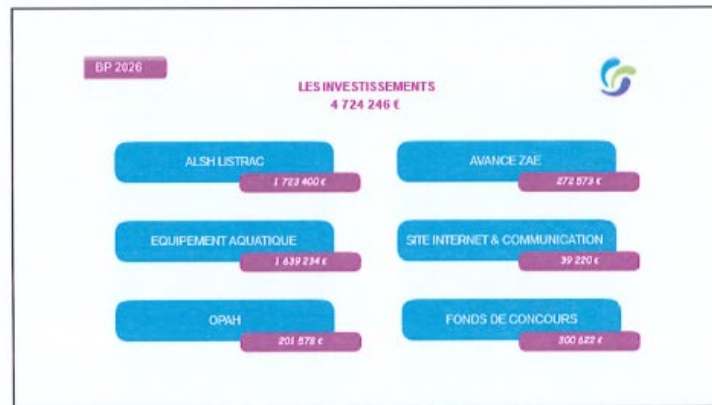 BP 2026
LES INVESTISSEMENTS
4 724 246 €
ALSH LISTRAC
1 723 400 €
AVANCE ZAE
272 573 €
EQUIPEMENT AQUATIQUE
1 639 234 €
SITE INTERNET & COMMUNICATION
39 220 €
OPAH
201 578 €
FONDS DE CONCOURS
300 622 €